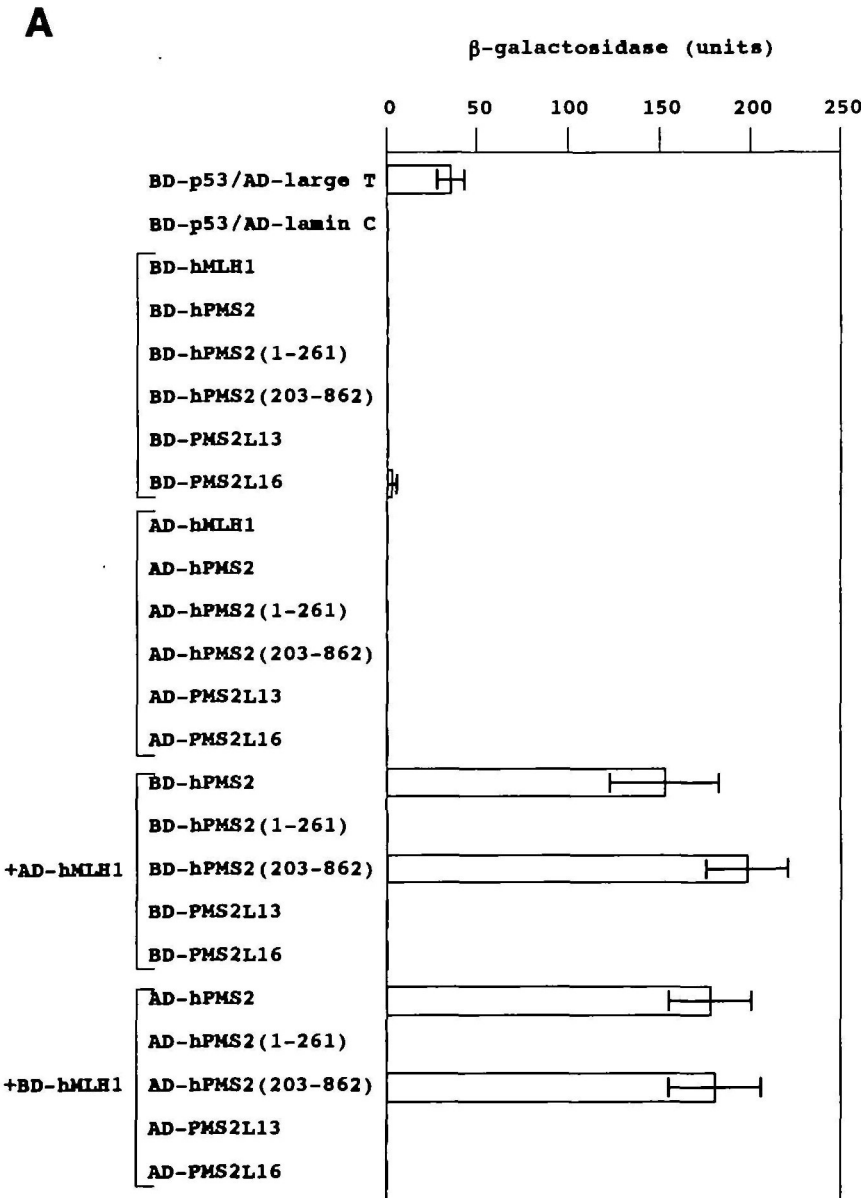 A
β-galactosidase (units)
0 50 100 150 200 250
BD-p53/AD-large T
BD-p53/AD-lamin C
BD-hMLH1
BD-hPMS2
BD-hPMS2(1-261)
BD-hPMS2(203-862)
BD-PMS2L13
BD-PMS2L16
AD-hMLH1
AD-hPMS2
AD-hPMS2(1-261)
AD-hPMS2(203-862)
AD-PMS2L13
AD-PMS2L16
BD-hPMS2
BD-hPMS2(1-261)
+AD-hMLH1 BD-hPMS2(203-862)
BD-PMS2L13
BD-PMS2L16
AD-hPMS2
AD-hPMS2(1-261)
+BD-hMLH1 AD-hPMS2(203-862)
AD-PMS2L13
AD-PMS2L16